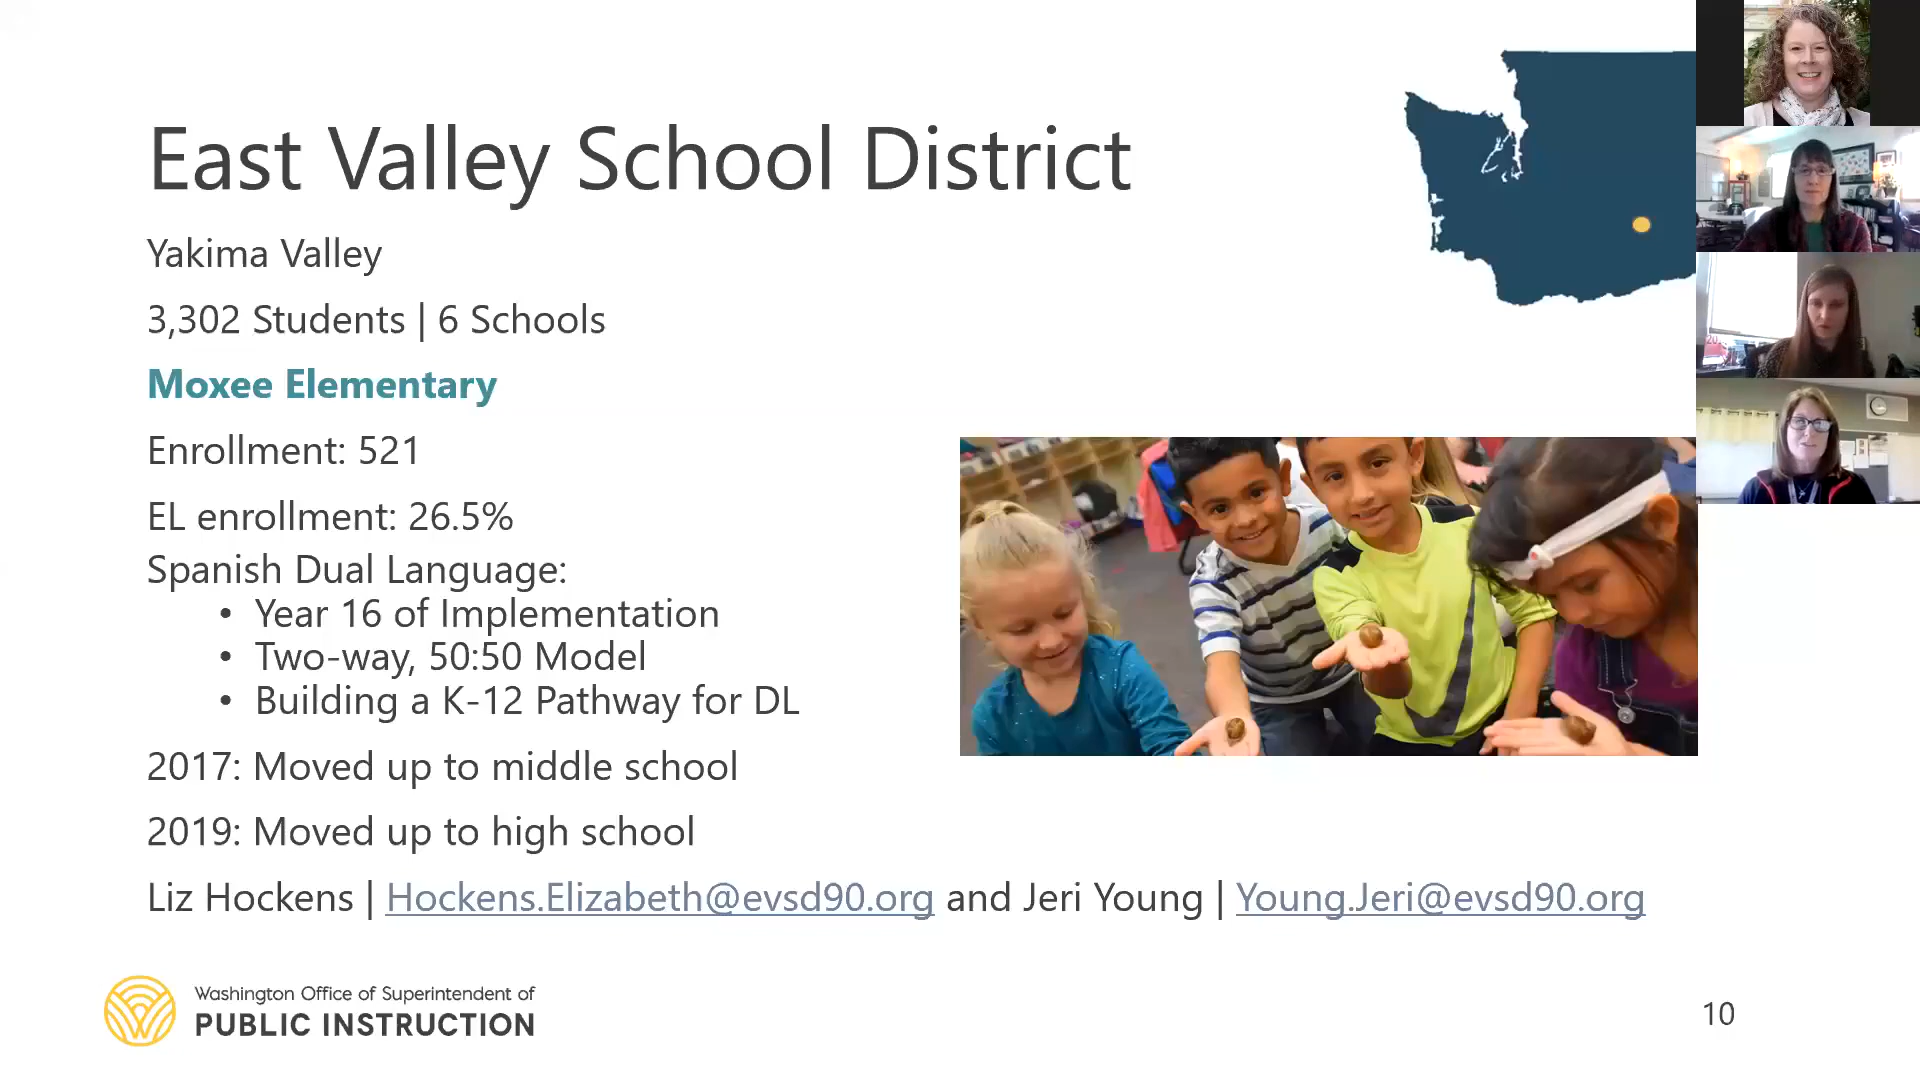 East Valley School District
Yakima Valley
3,302 Students | 6 Schools
Moxee Elementary
Enrollment: 521
EL enrollment: 26.5%
Spanish Dual Language:
• Year 16 of Implementation
• Two-way, 50:50 Model
• Building a K-12 Pathway for DL
2017: Moved up to middle school
2019: Moved up to high school
Liz Hockens | Hockens.Elizabeth@evsd90.org and Jeri Young | Young.Jeri@evsd90.org
Washington Office of Superintendent of
PUBLIC INSTRUCTION
10